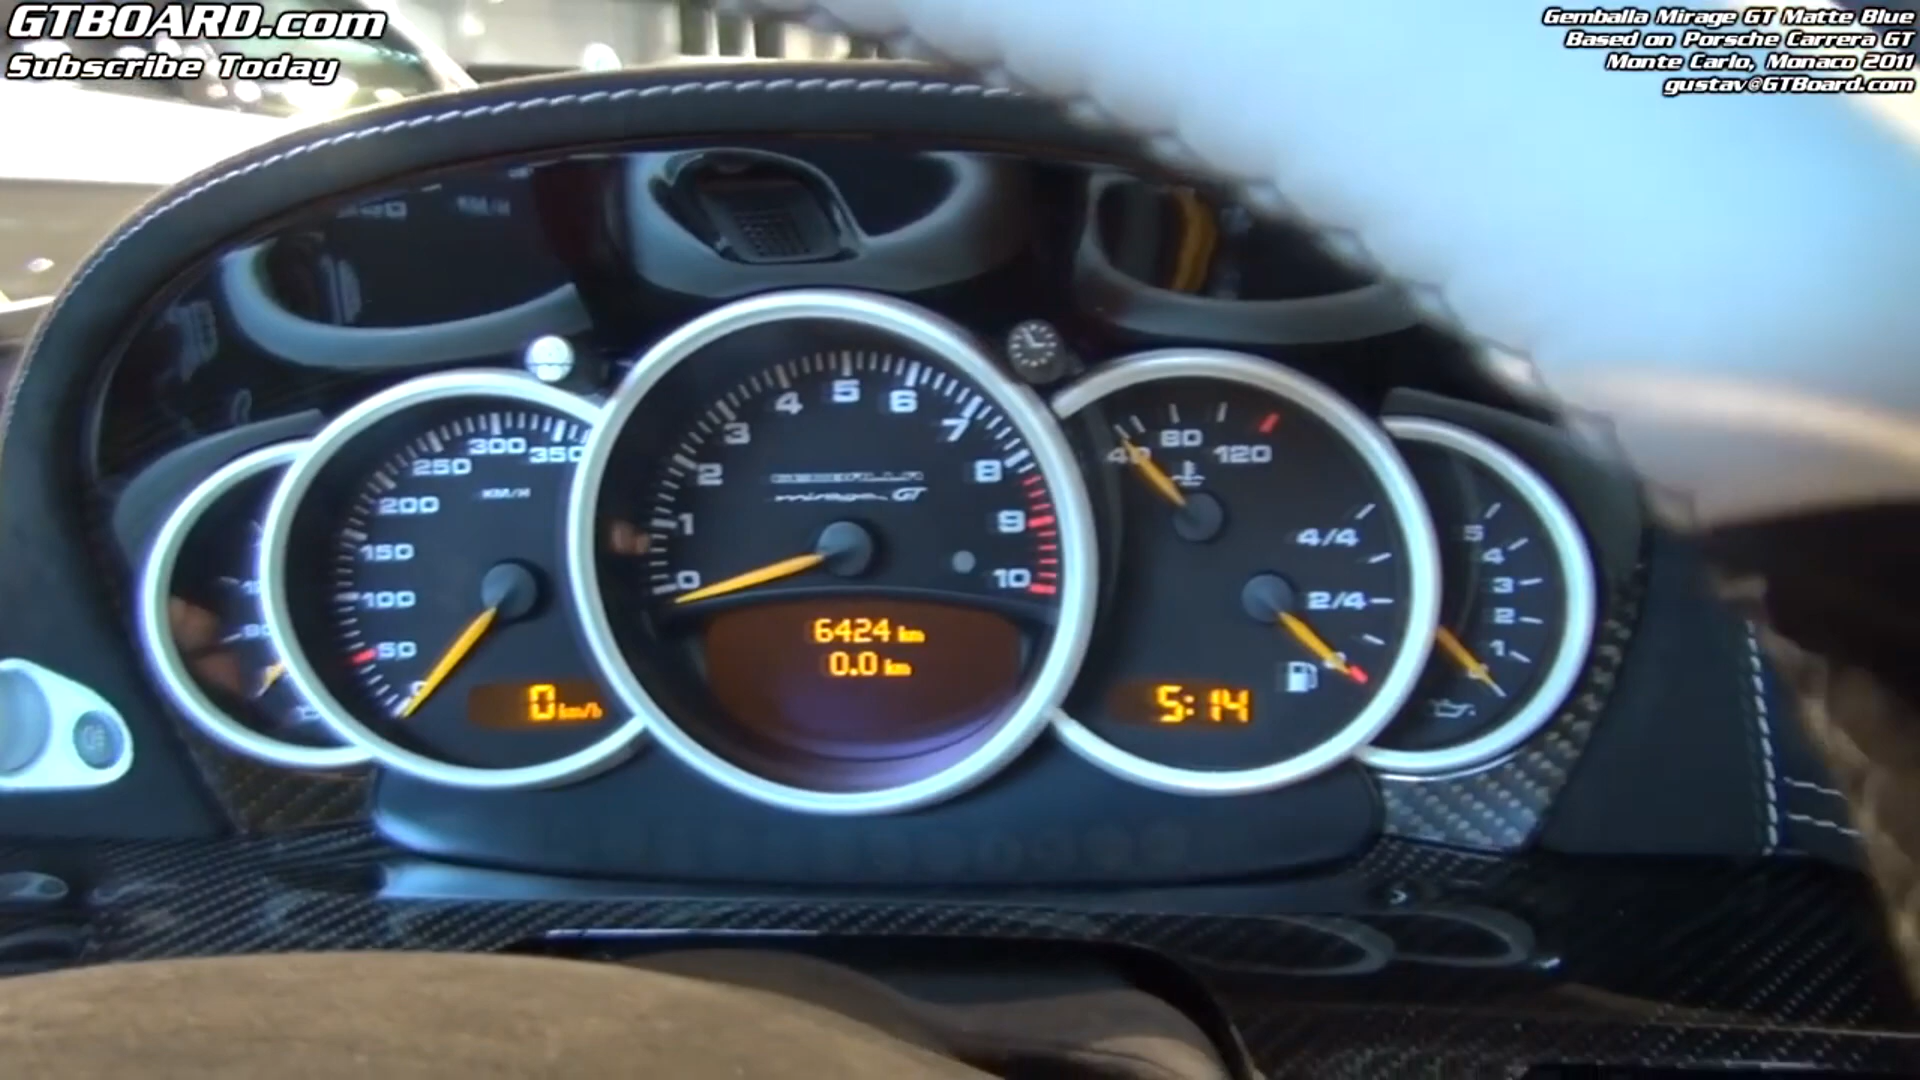 GTBOARD.com
Subscribe Today
Gemballa Mirage GT Matte Blue
Based on Porsche Carrera GT
Monte Carlo, Monaco 2011
gustav@GTBoard.com
0
50
100
150
200
250
300
350
KM/H
0 km/h
0
1
2
3
4
5
6
7
8
9
10
GEMBALLA
mirage GT
6424 km
0.0 km
40
80
120
4/4
2/4
5:14
5
4
3
2
1